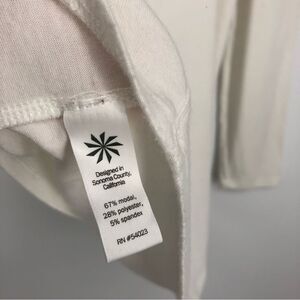 Designed in
Sonoma County,
California
67% modal,
28% polyester,
5% spandex
RN #54023